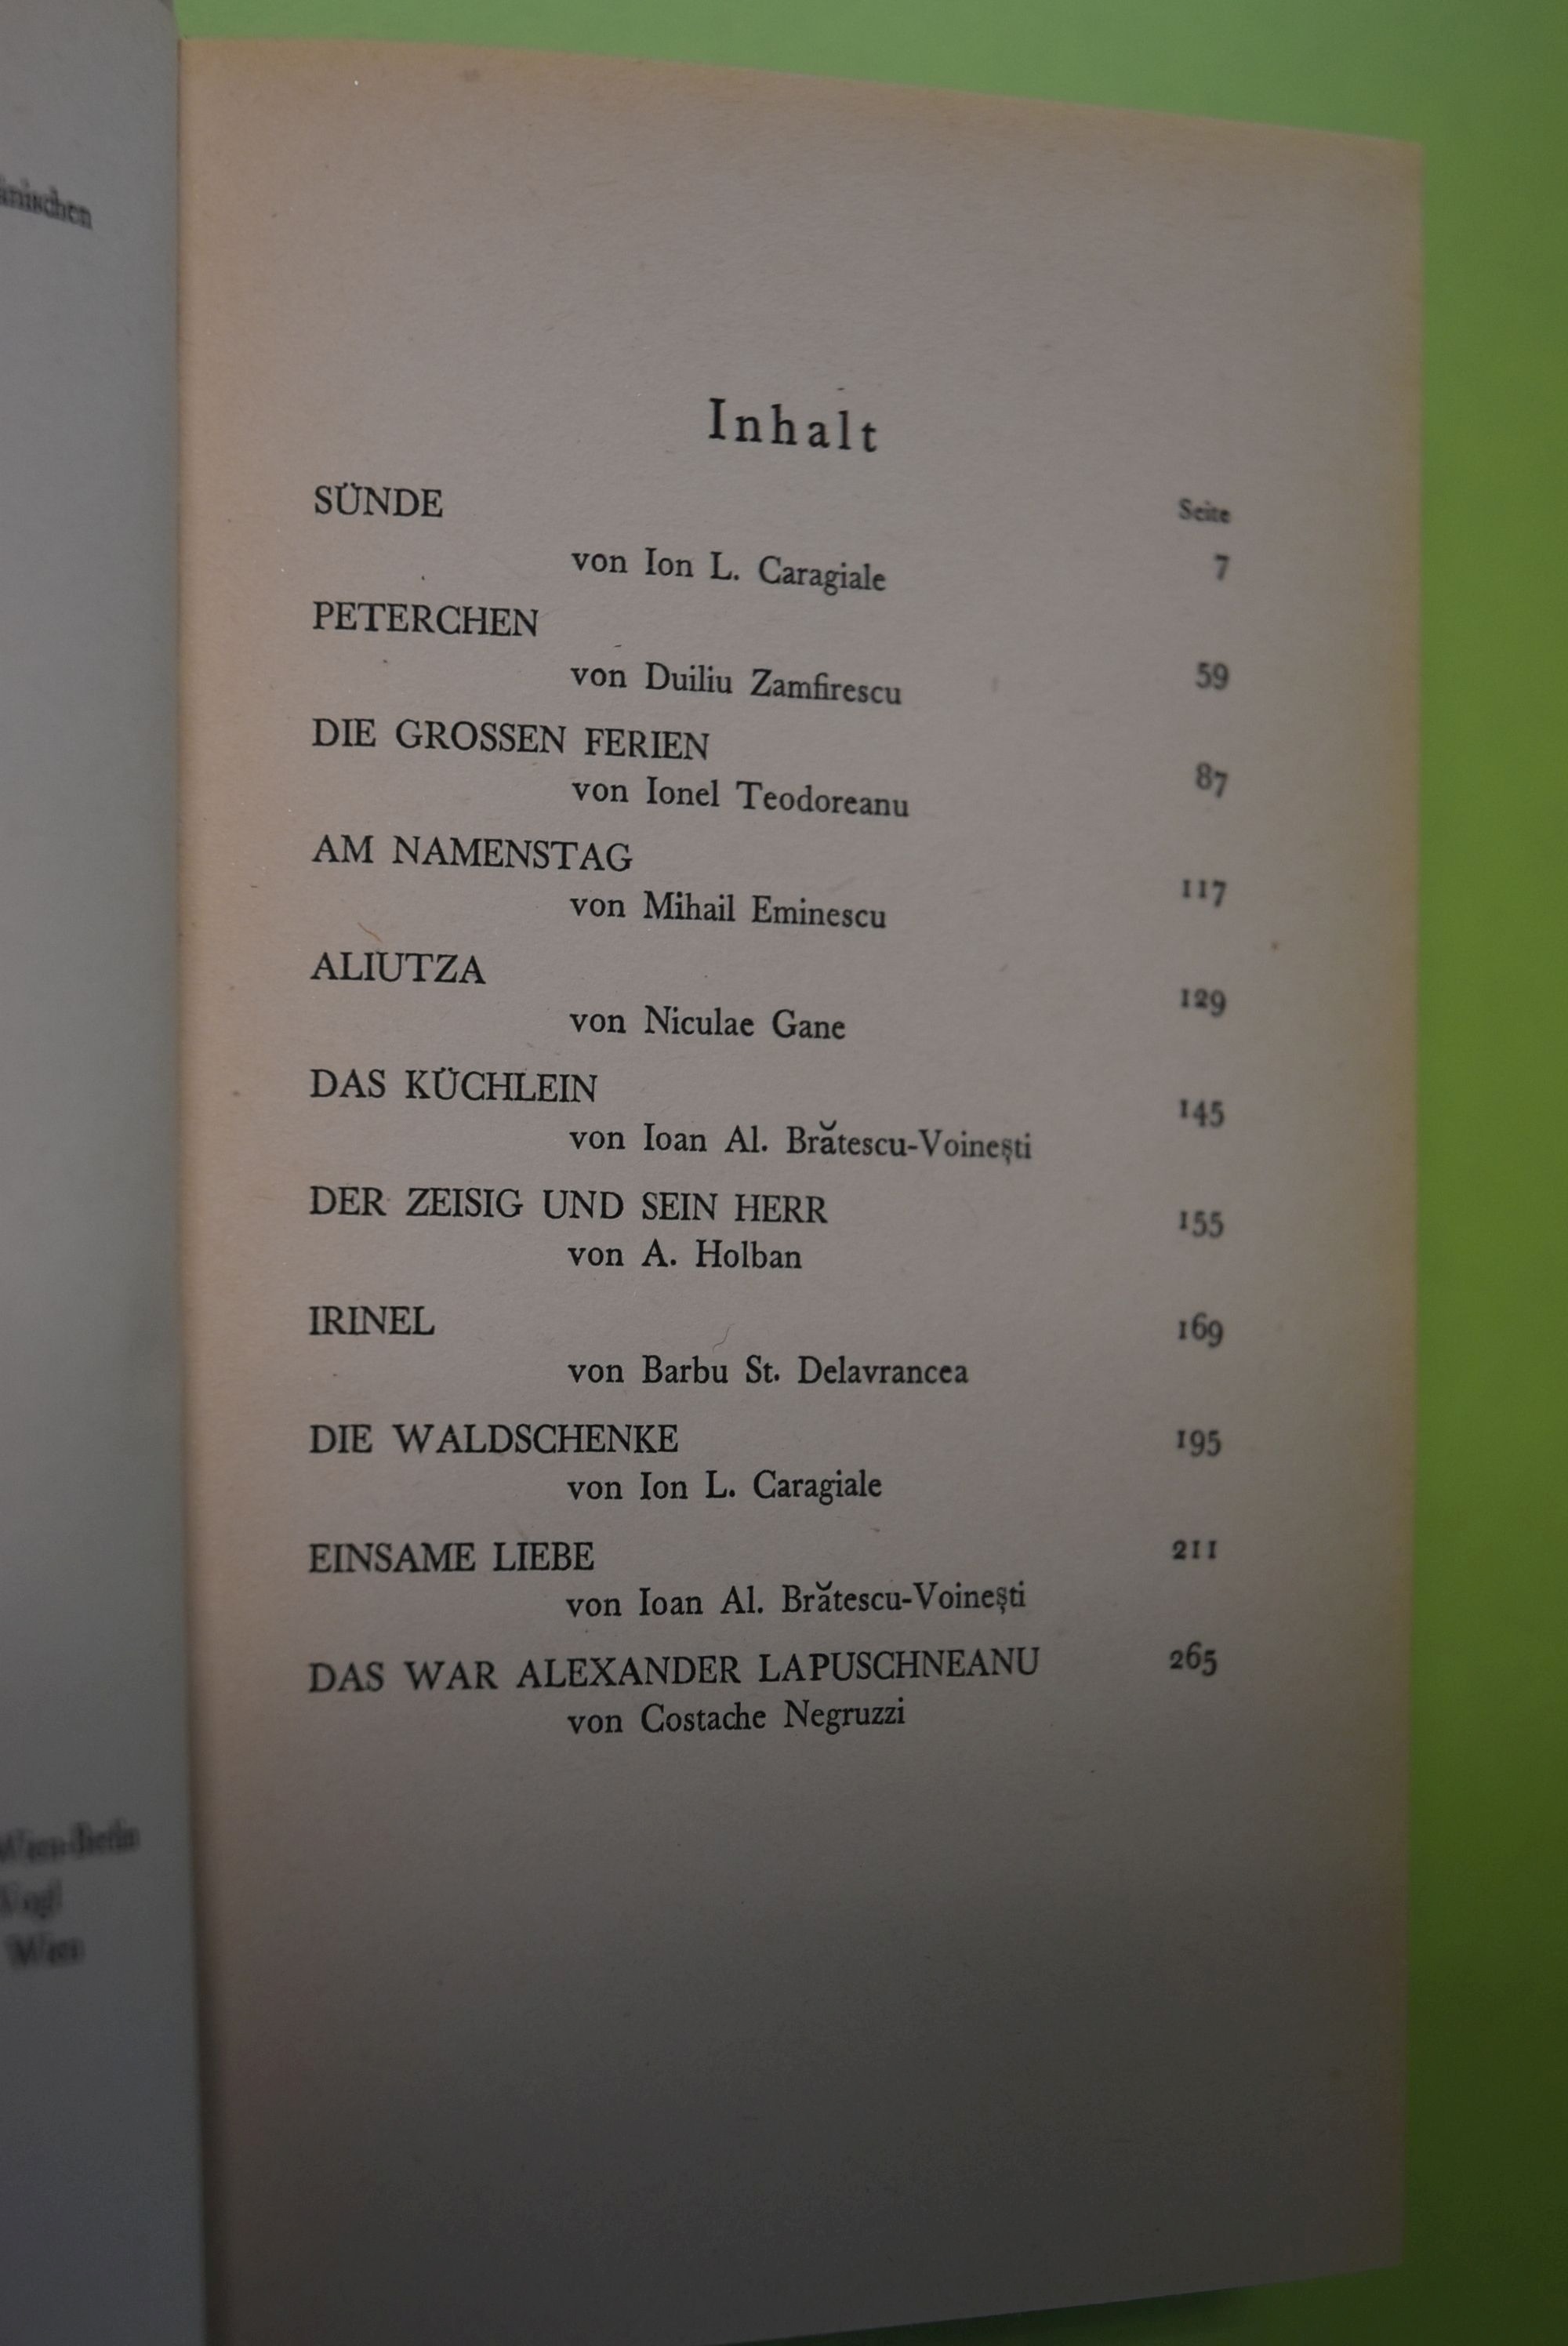 Inhalt
SÜNDE
Seite
von Ion L. Caragiale 7
PETERCHEN
von Duiliu Zamfirescu 59
DIE GROSSEN FERIEN
von Ionel Teodoreanu 87
AM NAMENSTAG
von Mihail Eminescu 117
ALIUTZA
von Niculae Gane 129
DAS KÜCHLEIN
von Ioan Al. Brătescu-Voinești 145
DER ZEISIG UND SEIN HERR
von A. Holban 155
IRINEL
von Barbu St. Delavrancea 169
DIE WALDSCHENKE
von Ion L. Caragiale 195
EINSAME LIEBE
von Ioan Al. Brătescu-Voinești 211
DAS WAR ALEXANDER LAPUSCHNEANU
von Costache Negruzzi 265
Wien-Berlin
Wien